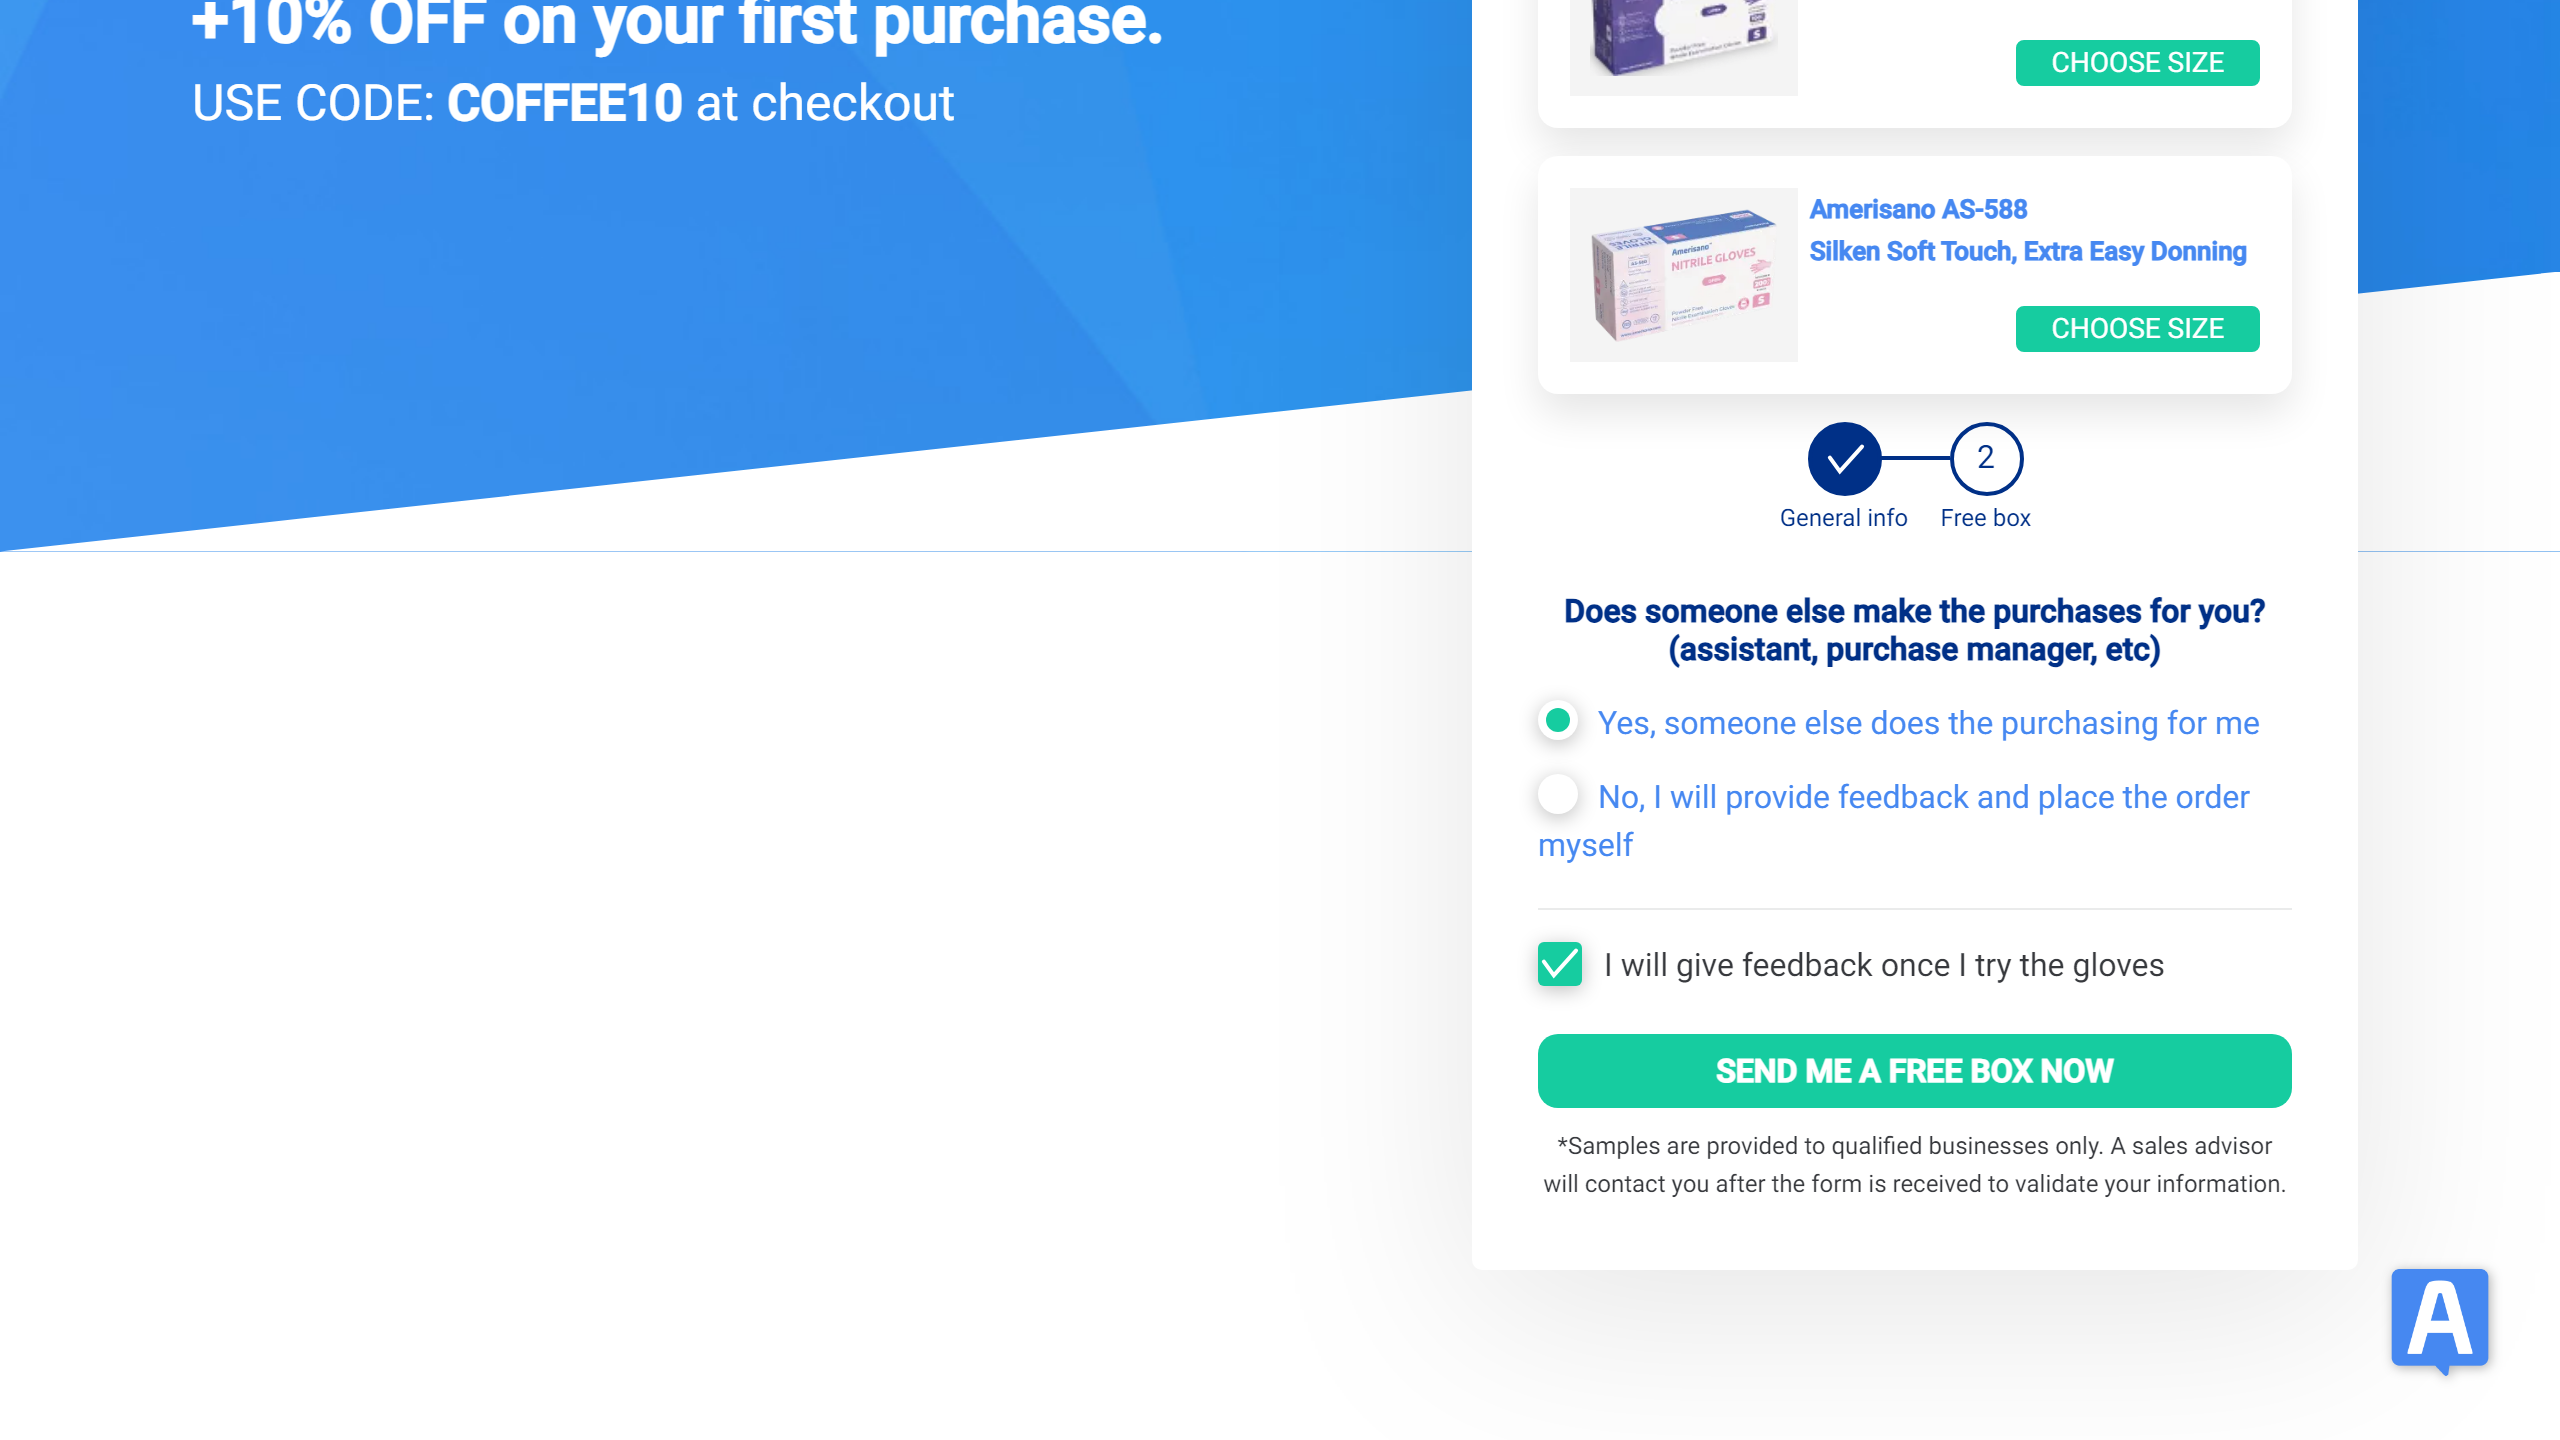 +10% OFF on your first purchase.
USE CODE: COFFEE10 at checkout
CHOOSE SIZE
Amerisano AS-588
Silken Soft Touch, Extra Easy Donning
Amerisano
NITRILE GLOVES
CHOOSE SIZE
2
General info Free box
Does someone else make the purchases for you?
(assistant, purchase manager, etc)
Yes, someone else does the purchasing for me
No, I will provide feedback and place the order
myself
I will give feedback once I try the gloves
SEND ME A FREE BOX NOW
*Samples are provided to qualified businesses only. A sales advisor
will contact you after the form is received to validate your information.
A